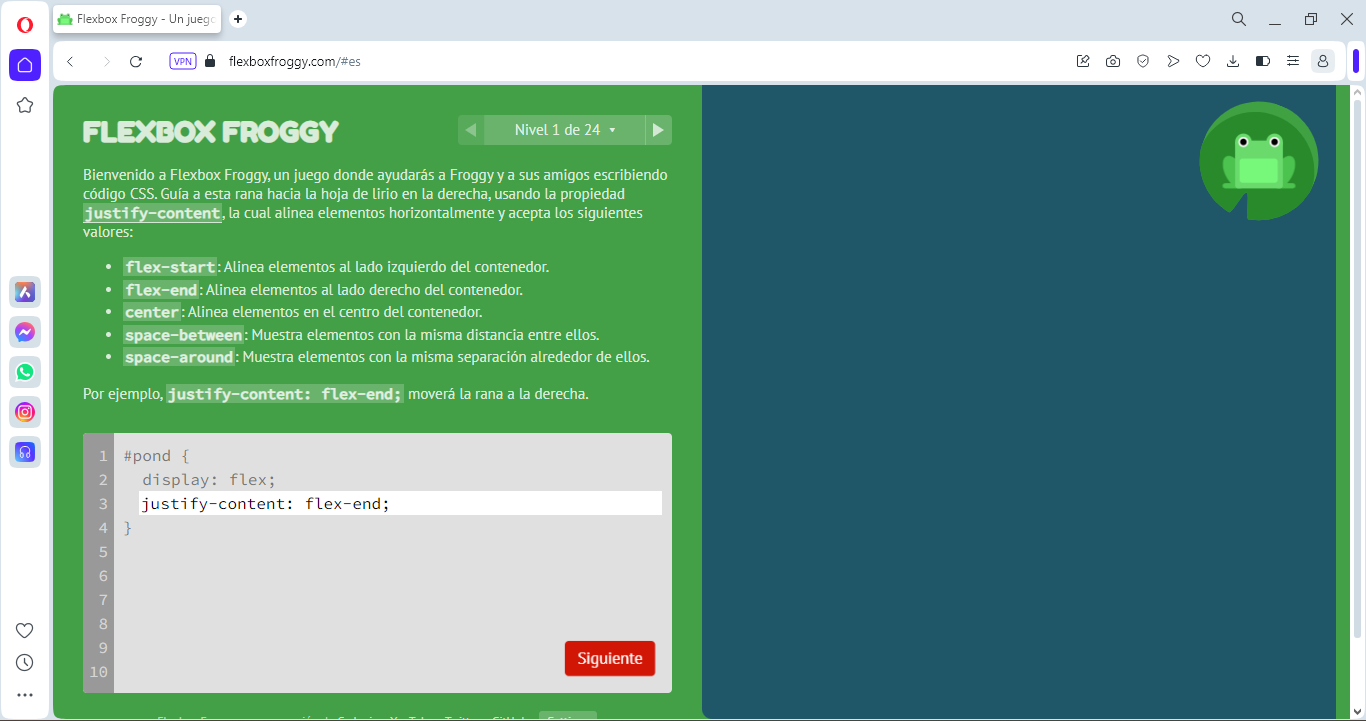 Flexbox Froggy - Un juego
VPN
flexboxfroggy.com/#es
FLEXBOX FROGGY
Nivel 1 de 24
Bienvenido a Flexbox Froggy, un juego donde ayudarás a Froggy y a sus amigos escribiendo
código CSS. Guía a esta rana hacia la hoja de lirio en la derecha, usando la propiedad
justify-content, la cual alinea elementos horizontalmente y acepta los siguientes
valores:
• flex-start: Alinea elementos al lado izquierdo del contenedor.
• flex-end: Alinea elementos al lado derecho del contenedor.
• center: Alinea elementos en el centro del contenedor.
• space-between: Muestra elementos con la misma distancia entre ellos.
• space-around: Muestra elementos con la misma separación alrededor de ellos.
Por ejemplo, justify-content: flex-end; moverá la rana a la derecha.
1 #pond {
2 display: flex;
3 justify-content: flex-end;
4 }
5
6
7
8
9
10
Siguiente